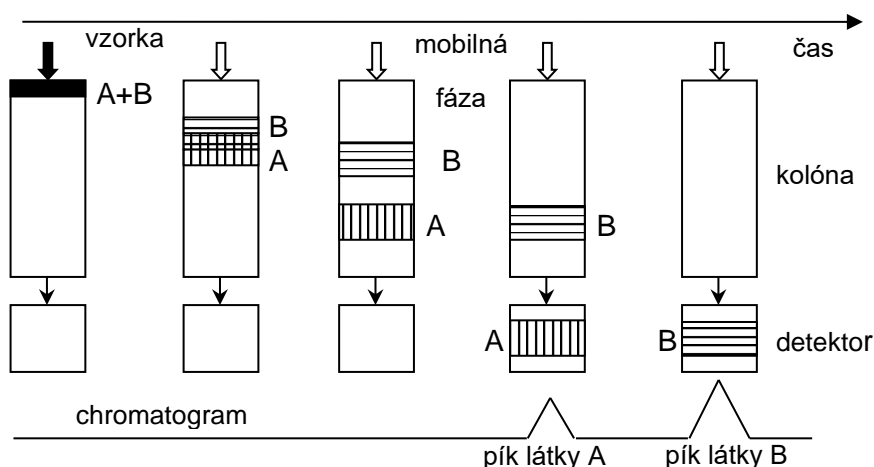 vzorka
mobilná
čas
A+B
fáza
B
A
B
A
B
kolóna
A
B
detektor
chromatogram
pík látky A
pík látky B